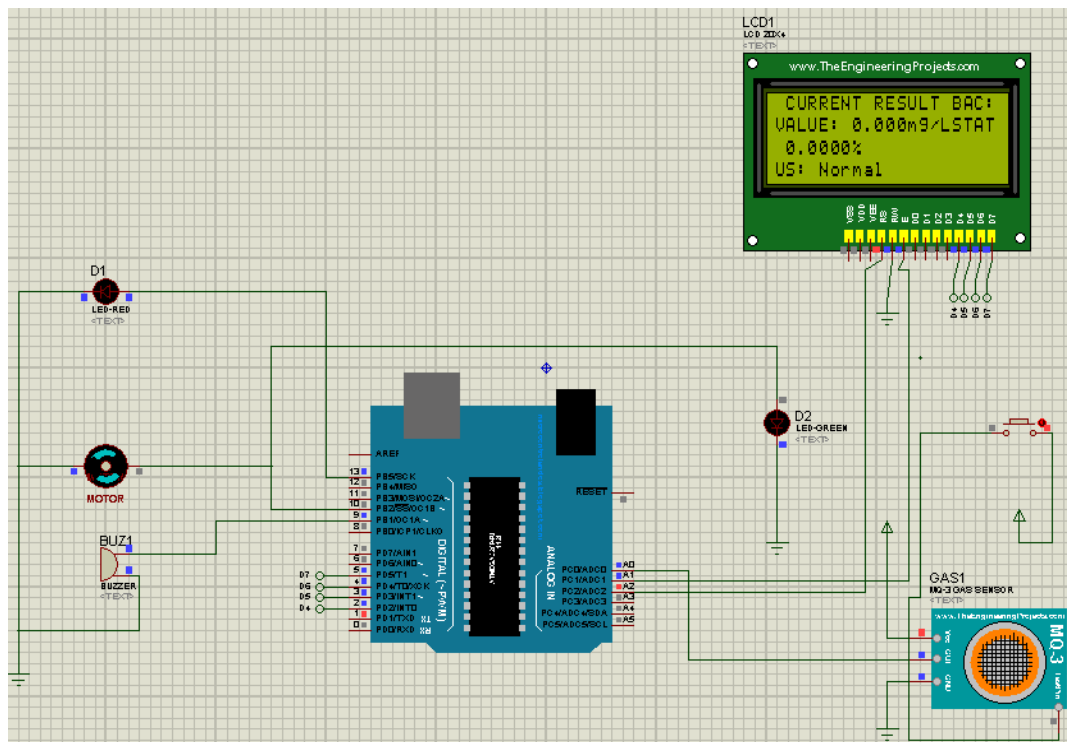 LCD1
LCD 20X4
<TEXT>
www.TheEngineeringProjects.com
CURRENT RESULT BAC:
VALUE: 0.000mg/LSTAT
0.0000%
US: Normal
VSS VDD VEE RS RW E D0 D1 D2 D3 D4 D5 D6 D7
D4 D5 D6 D7
D1
LED-RED
<TEXT>
D2
LED-GREEN
<TEXT>
MOTOR
BUZ1
BUZZER
<TEXT>
AREF
13 PB5/SCK
12 PB4/MISO
11 PB3/MOSI/OC2A ~
10 PB2/SS/OC1B ~
9 PB1/OC1A ~
8 PB0/ICP1/CLKO
7 PD7/AIN1
6 PD6/AIN0 ~
5 PD5/T1 ~
4 PD4/T0/XCK
3 PD3/INT1 ~
2 PD2/INT0
1 PD1/TXD TX
0 PD0/RXD RX
DIGITAL (~PWM)
D7
D6
D5
D4
RESET
ANALOG IN
PC0/ADC0 A0
PC1/ADC1 A1
PC2/ADC2 A2
PC3/ADC3 A3
PC4/ADC4/SDA A4
PC5/ADC5/SCL A5
GAS1
MQ-3 GAS SENSOR
<TEXT>
www.TheEngineeringProjects.com
Vcc
OUT
GND
MQ-3
TestPin